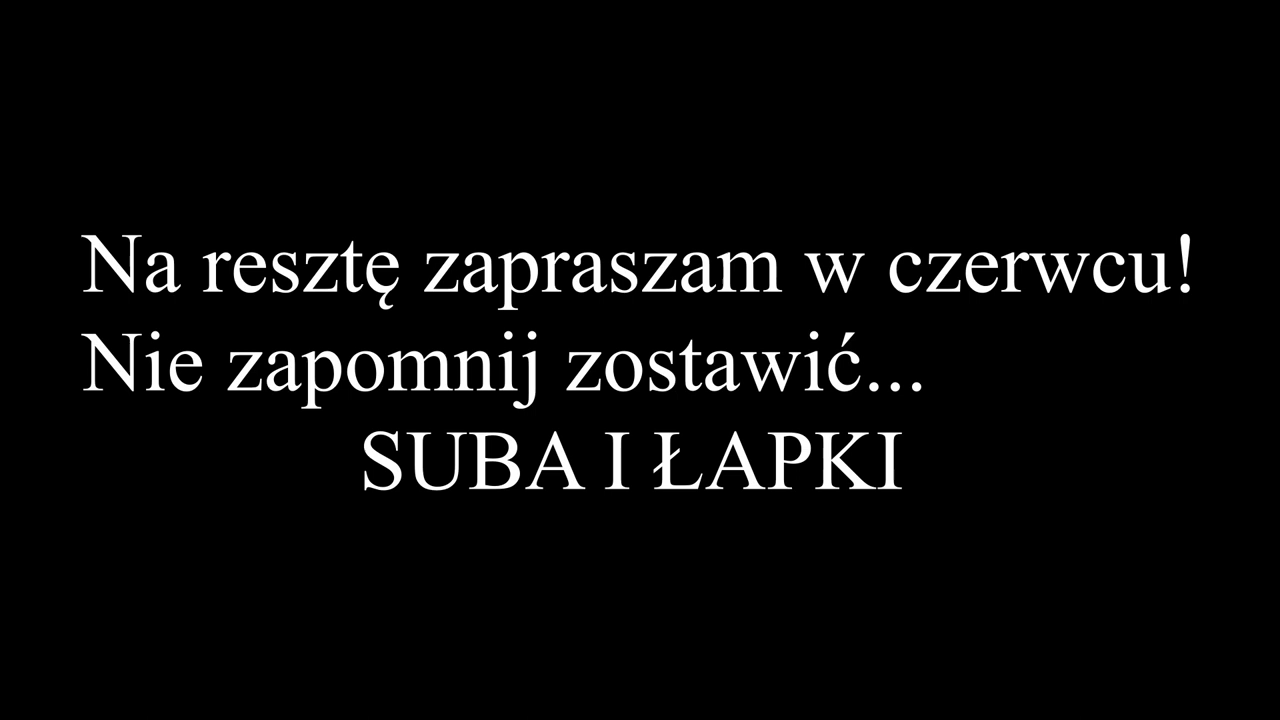 Na resztę zapraszam w czerwcu!
Nie zapomnij zostawić...
SUBA I ŁAPKI